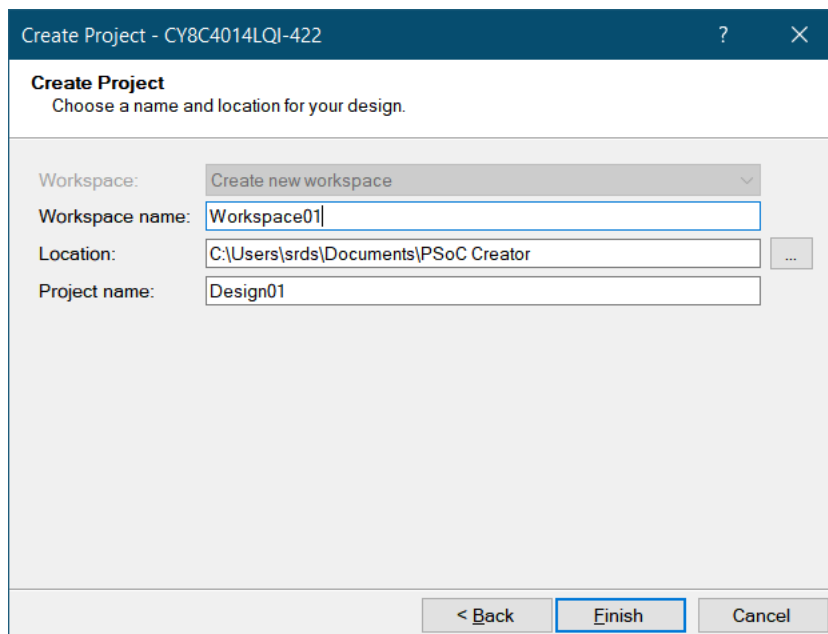 Create Project - CY8C4014LQI-422 ? ×
Create Project
Choose a name and location for your design.
Workspace: Create new workspace
Workspace name: Workspace01
Location: C:\Users\srds\Documents\PSoC Creator ...
Project name: Design01
< Back Finish Cancel